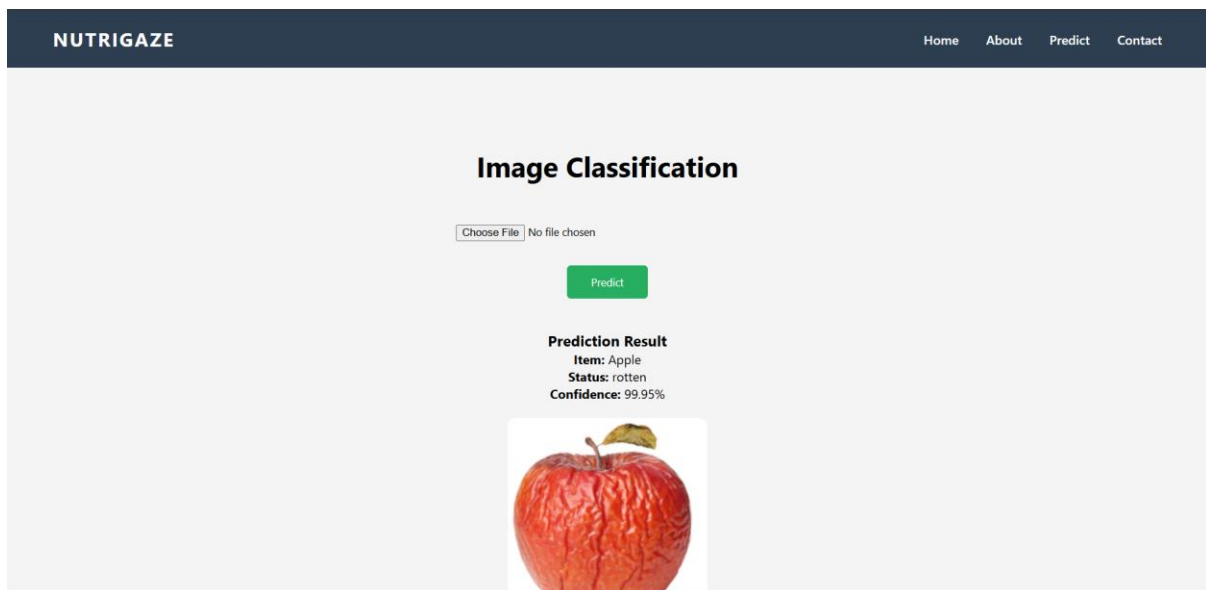 NUTRIGAZE
Home About Predict Contact
Image Classification
Choose File No file chosen
Predict
Prediction Result
Item: Apple
Status: rotten
Confidence: 99.95%